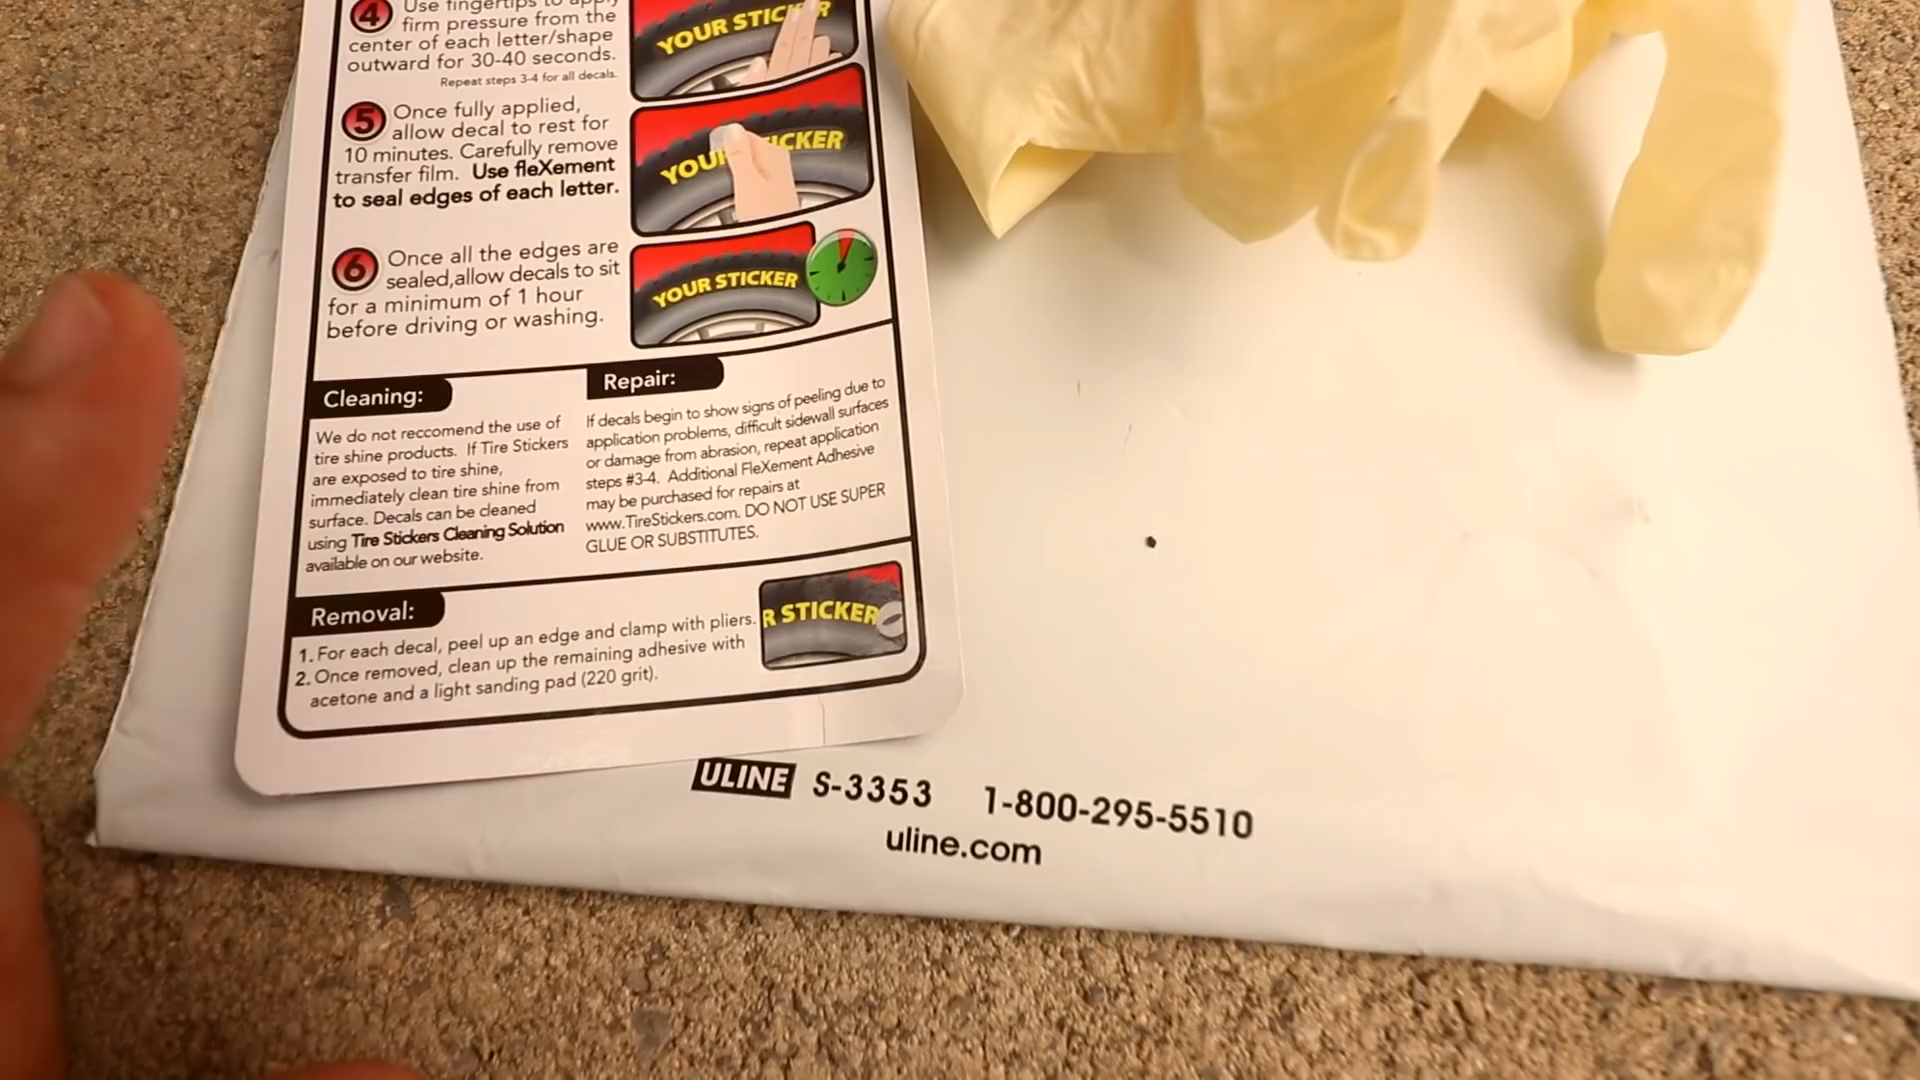 4 Use fingertips to apply
firm pressure from the
center of each letter/shape
outward for 30-40 seconds.
Repeat steps 3-4 for all decals.
YOUR STICKER
5 Once fully applied,
allow decal to rest for
10 minutes. Carefully remove
transfer film. Use fleXement
to seal edges of each letter.
YOUR STICKER
6 Once all the edges are
sealed,allow decals to sit
for a minimum of 1 hour
before driving or washing.
YOUR STICKER
Cleaning:
We do not reccomend the use of
tire shine products. If Tire Stickers
are exposed to tire shine,
immediately clean tire shine from
surface. Decals can be cleaned
using Tire Stickers Cleaning Solution
available on our website.
Repair:
If decals begin to show signs of peeling due to
application problems, difficult sidewall surfaces
or damage from abrasion, repeat application
steps #3-4. Additional FleXement Adhesive
may be purchased for repairs at
www.TireStickers.com. DO NOT USE SUPER
GLUE OR SUBSTITUTES.
Removal:
1. For each decal, peel up an edge and clamp with pliers.
2. Once removed, clean up the remaining adhesive with
acetone and a light sanding pad (220 grit).
R STICKER
ULINE S-3353 1-800-295-5510
uline.com